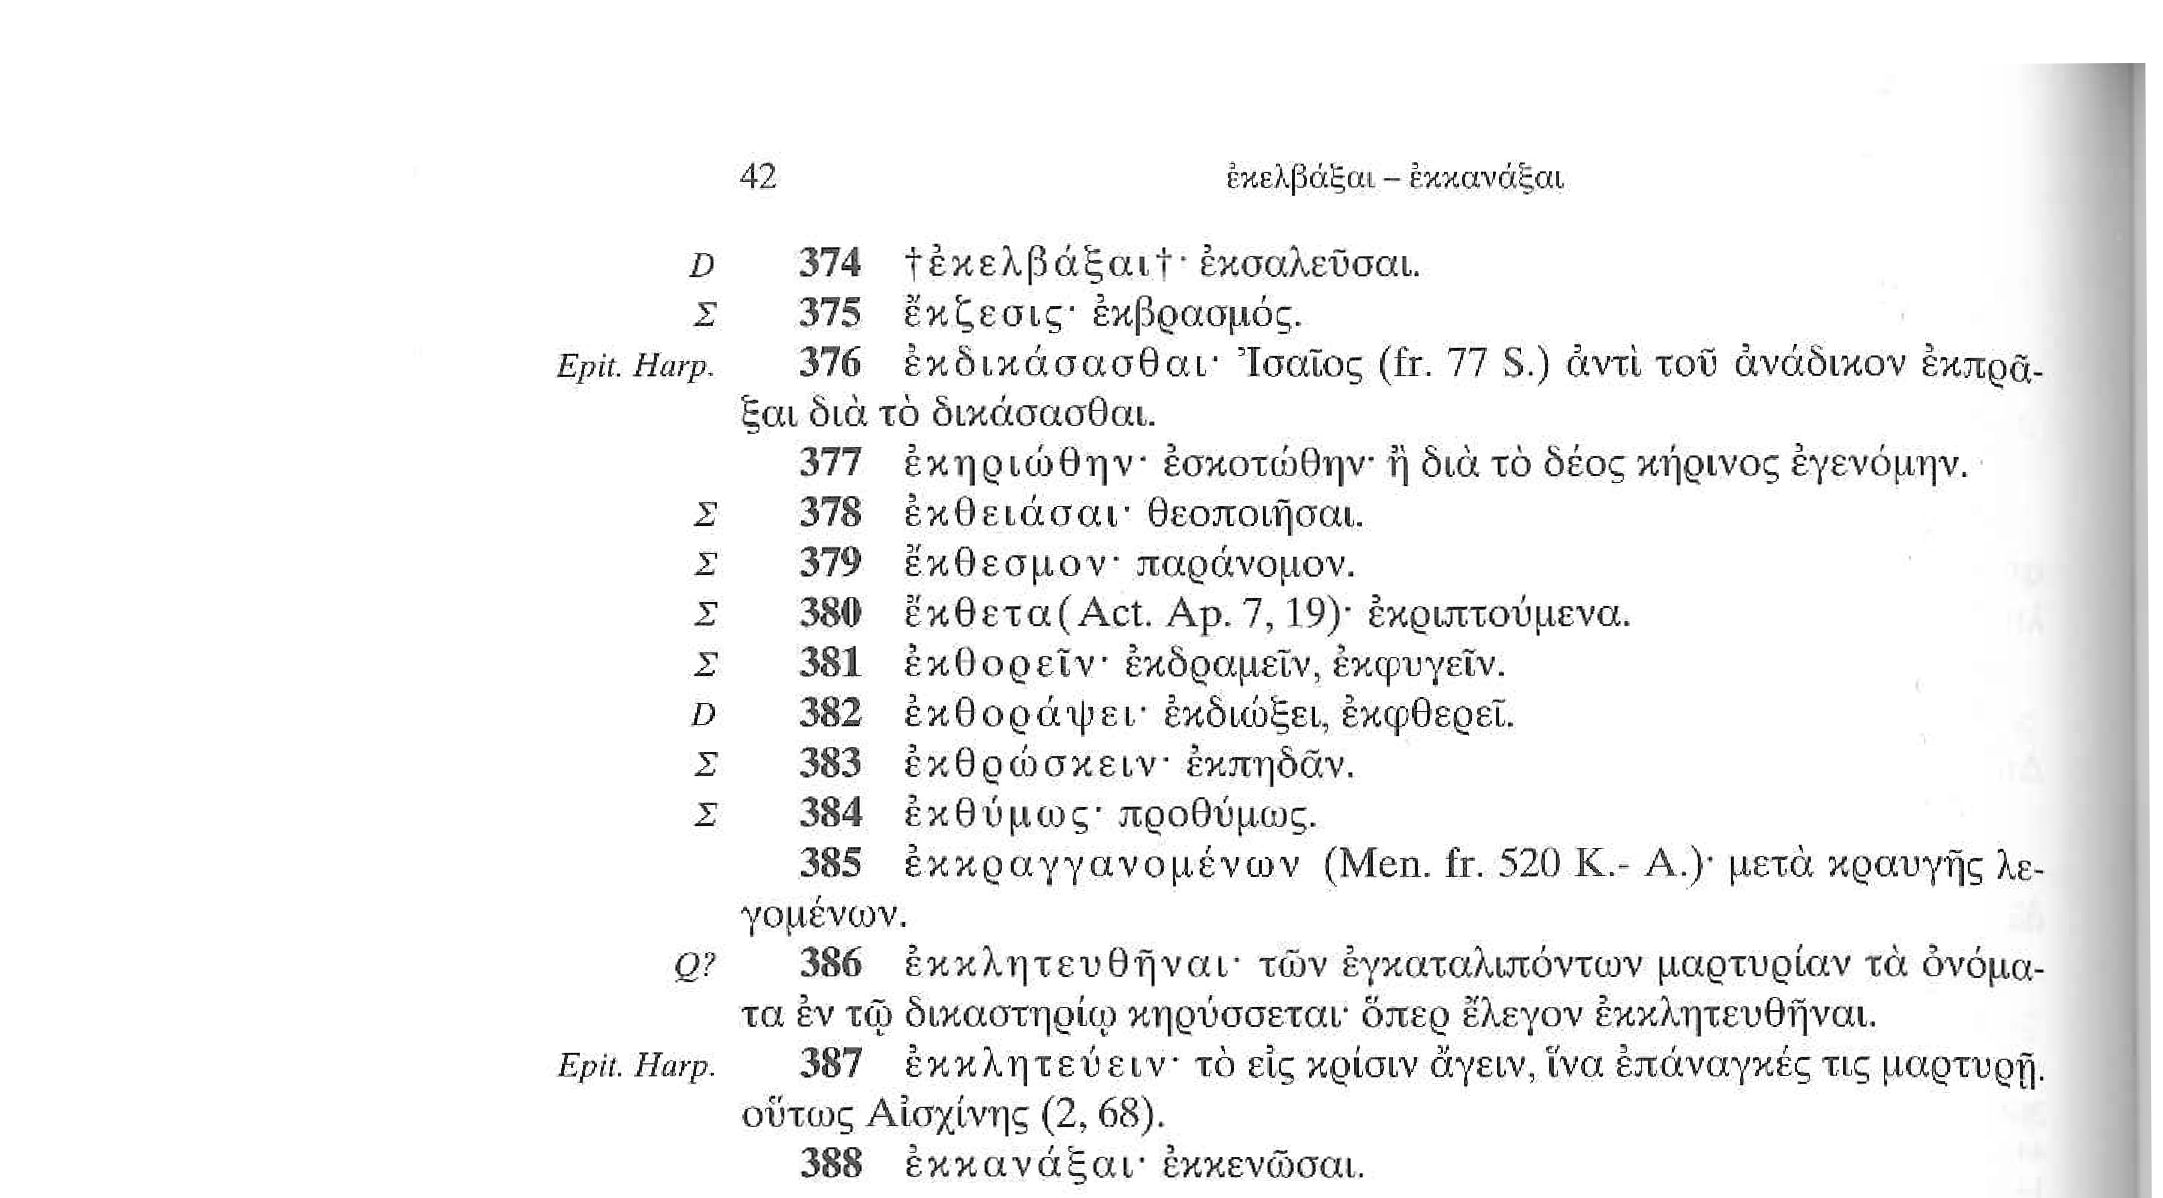 42 ἐκελβάξαι – ἐκκανάξαι
D 374 †ἐκελβάξαι†· ἐκσαλεῦσαι.
Σ 375 ἔκζεσις· ἐκβρασμός.
Epit. Harp. 376 ἐκδικάσασθαι· Ἰσαῖος (fr. 77 S.) ἀντὶ τοῦ ἀνάδικον ἐκπρᾶ-
ξαι διὰ τὸ δικάσασθαι.
377 ἐκηριώθην· ἐσκοτώθην· ἢ διὰ τὸ δέος κήρινος ἐγενόμην.
Σ 378 ἐκθειάσαι· θεοποιῆσαι.
Σ 379 ἔκθεσμον· παράνομον.
Σ 380 ἔκθετα (Act. Ap. 7, 19)· ἐκριπτούμενα.
Σ 381 ἐκθορεῖν· ἐκδραμεῖν, ἐκφυγεῖν.
D 382 ἐκθοράψει· ἐκδιώξει, ἐκφθερεῖ.
Σ 383 ἐκθρώσκειν· ἐκπηδᾶν.
Σ 384 ἐκθύμως· προθύμως.
385 ἐκκραγγανομένων (Men. fr. 520 K.- A.)· μετὰ κραυγῆς λε-
γομένων.
Q? 386 ἐκκλητευθῆναι· τῶν ἐγκαταλιπόντων μαρτυρίαν τὰ ὀνόμα-
τα ἐν τῷ δικαστηρίῳ κηρύσσεται· ὅπερ ἔλεγον ἐκκλητευθῆναι.
Epit. Harp. 387 ἐκκλητεύειν· τὸ εἰς κρίσιν ἄγειν, ἵνα ἐπάναγκές τις μαρτυρῇ.
οὕτως Αἰσχίνης (2, 68).
388 ἐκκανάξαι· ἐκκενῶσαι.